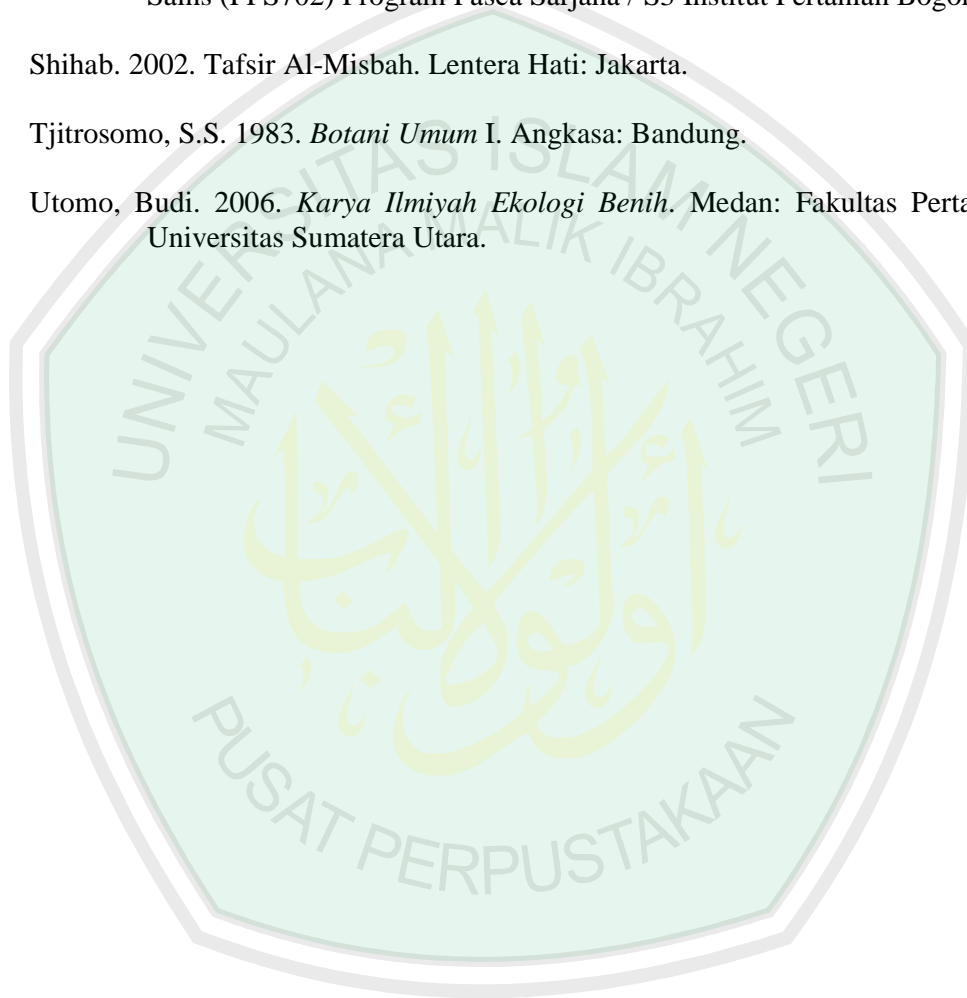 Sains (PPS702) Program Pasca Sarjana / S3 Institut Pertanian Bogor
Shihab. 2002. Tafsir Al-Misbah. Lentera Hati: Jakarta.
Tjitrosomo, S.S. 1983. Botani Umum I. Angkasa: Bandung.
Utomo, Budi. 2006. Karya Ilmiyah Ekologi Benih. Medan: Fakultas Perta
Universitas Sumatera Utara.
UNIVERSITAS ISLAM NEGERI
MAULANA MALIK IBRAHIM
PUSAT PERPUSTAKAAN